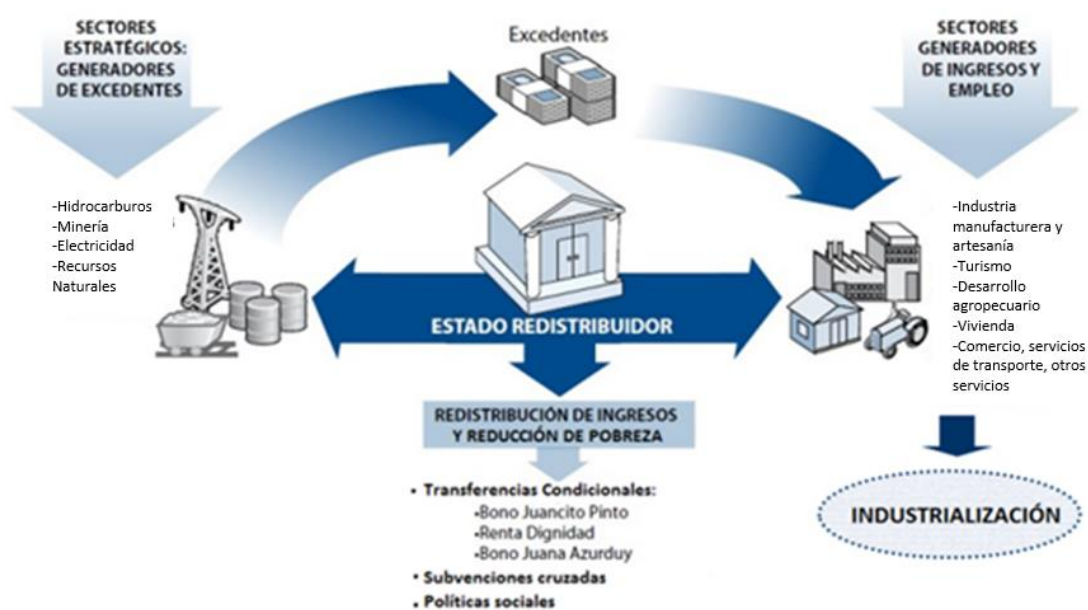 SECTORES
ESTRATÉGICOS:
GENERADORES
DE EXCEDENTES
Excedentes
SECTORES
GENERADORES
DE INGRESOS Y
EMPLEO
-Hidrocarburos
-Minería
-Electricidad
-Recursos
Naturales
-Industria
manufacturera y
artesanía
-Turismo
-Desarrollo
agropecuario
-Vivienda
-Comercio, servicios
de transporte, otros
servicios
ESTADO REDISTRIBUIDOR
REDISTRIBUCIÓN DE INGRESOS
Y REDUCCIÓN DE POBREZA
• Transferencias Condicionales:
-Bono Juancito Pinto
-Renta Dignidad
-Bono Juana Azurduy
• Subvenciones cruzadas
• Políticas sociales
INDUSTRIALIZACIÓN